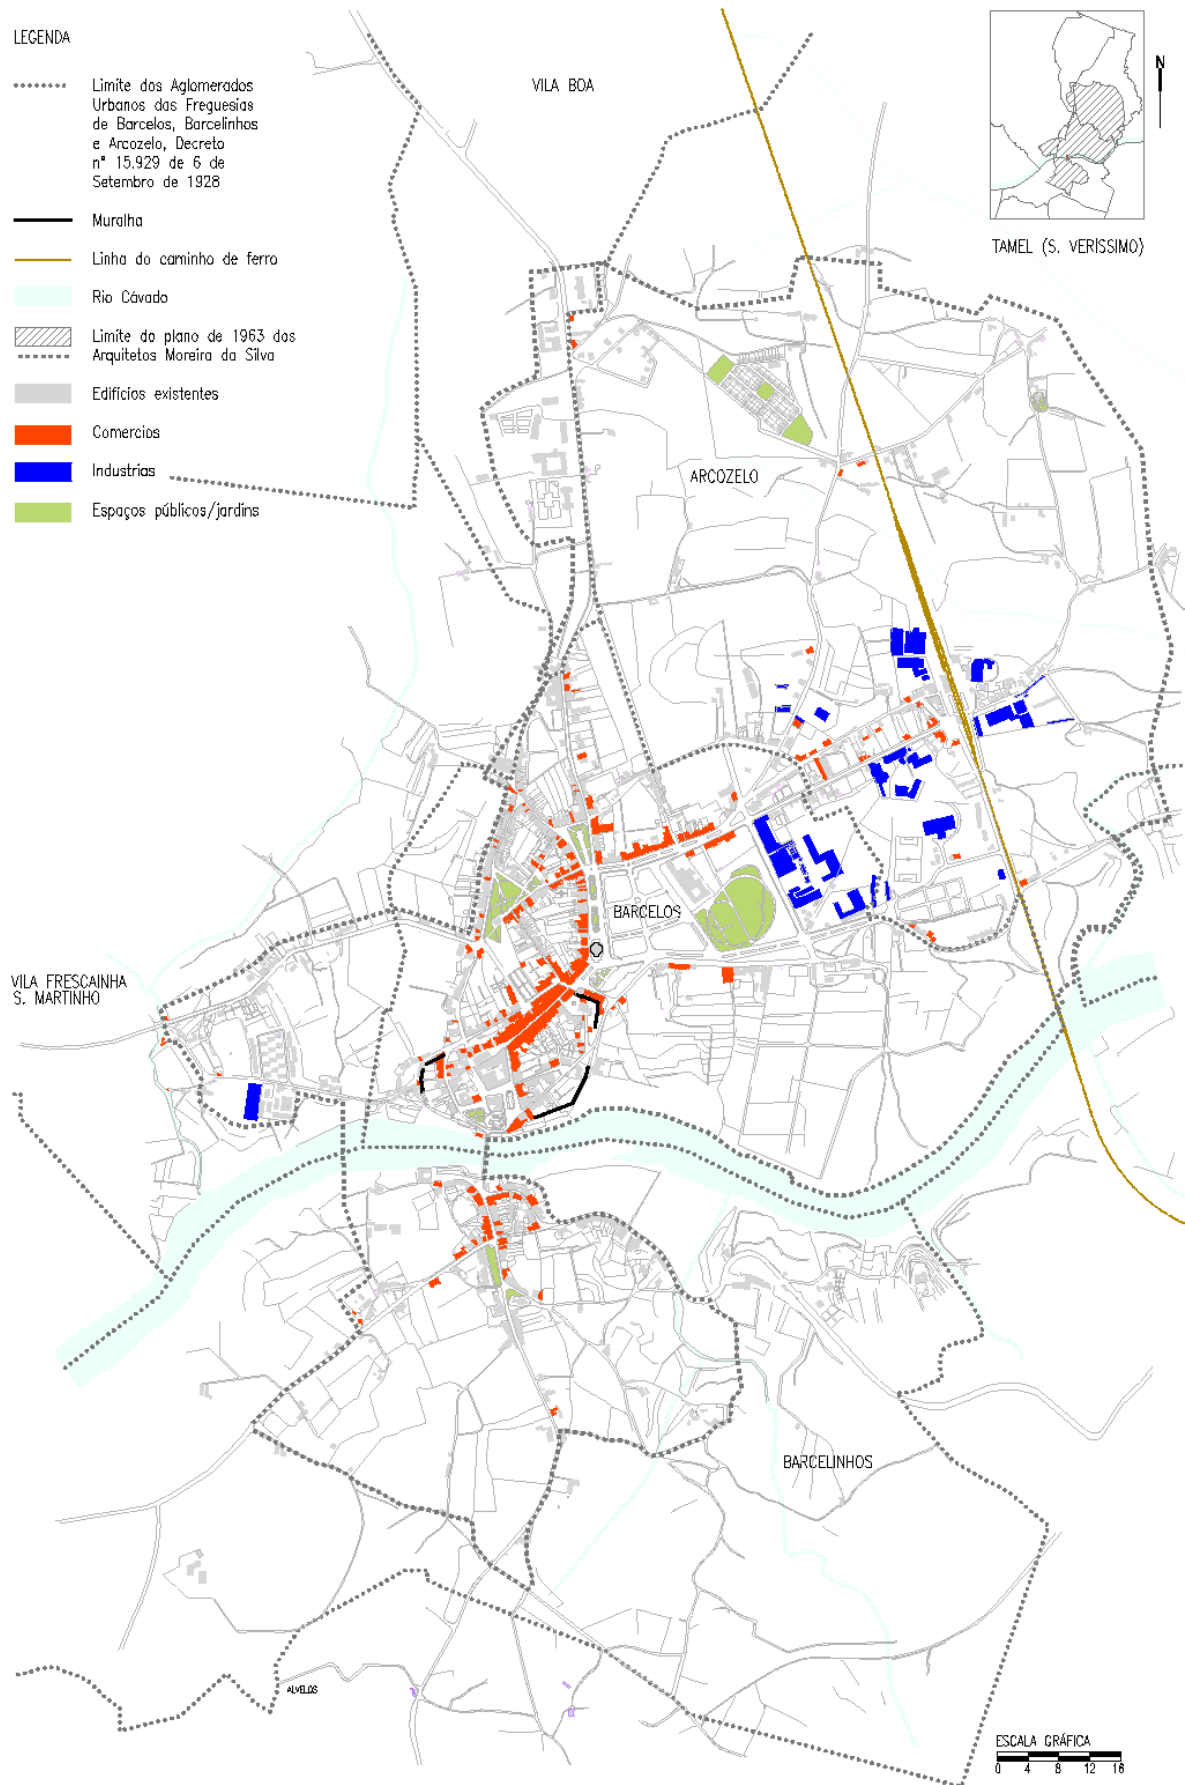 LEGENDA
Limite dos Aglomerados
Urbanos das Freguesias
de Barcelos, Barcelinhos
e Arcozelo, Decreto
nº 15.929 de 6 de
Setembro de 1928
Muralha
Linha do caminho de ferro
Rio Cávado
Limite do plano de 1963 dos
Arquitetos Moreira da Silva
Edifícios existentes
Comercios
Industrias
Espaços públicos/jardins
VILA BOA
N
TAMEL (S. VERÍSSIMO)
ARCOZELO
BARCELOS
VILA FRESCAINHA
S. MARTINHO
BARCELINHOS
ALVELOS
ESCALA GRÁFICA
0 4 8 12 16